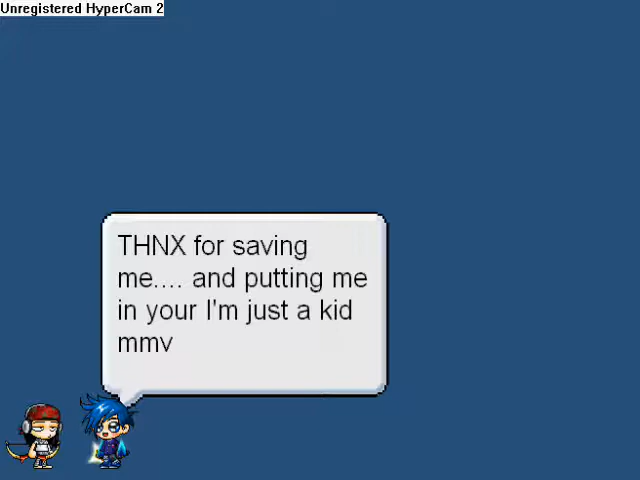 Unregistered HyperCam 2
THNX for saving
me.... and putting me
in your I'm just a kid
mmv